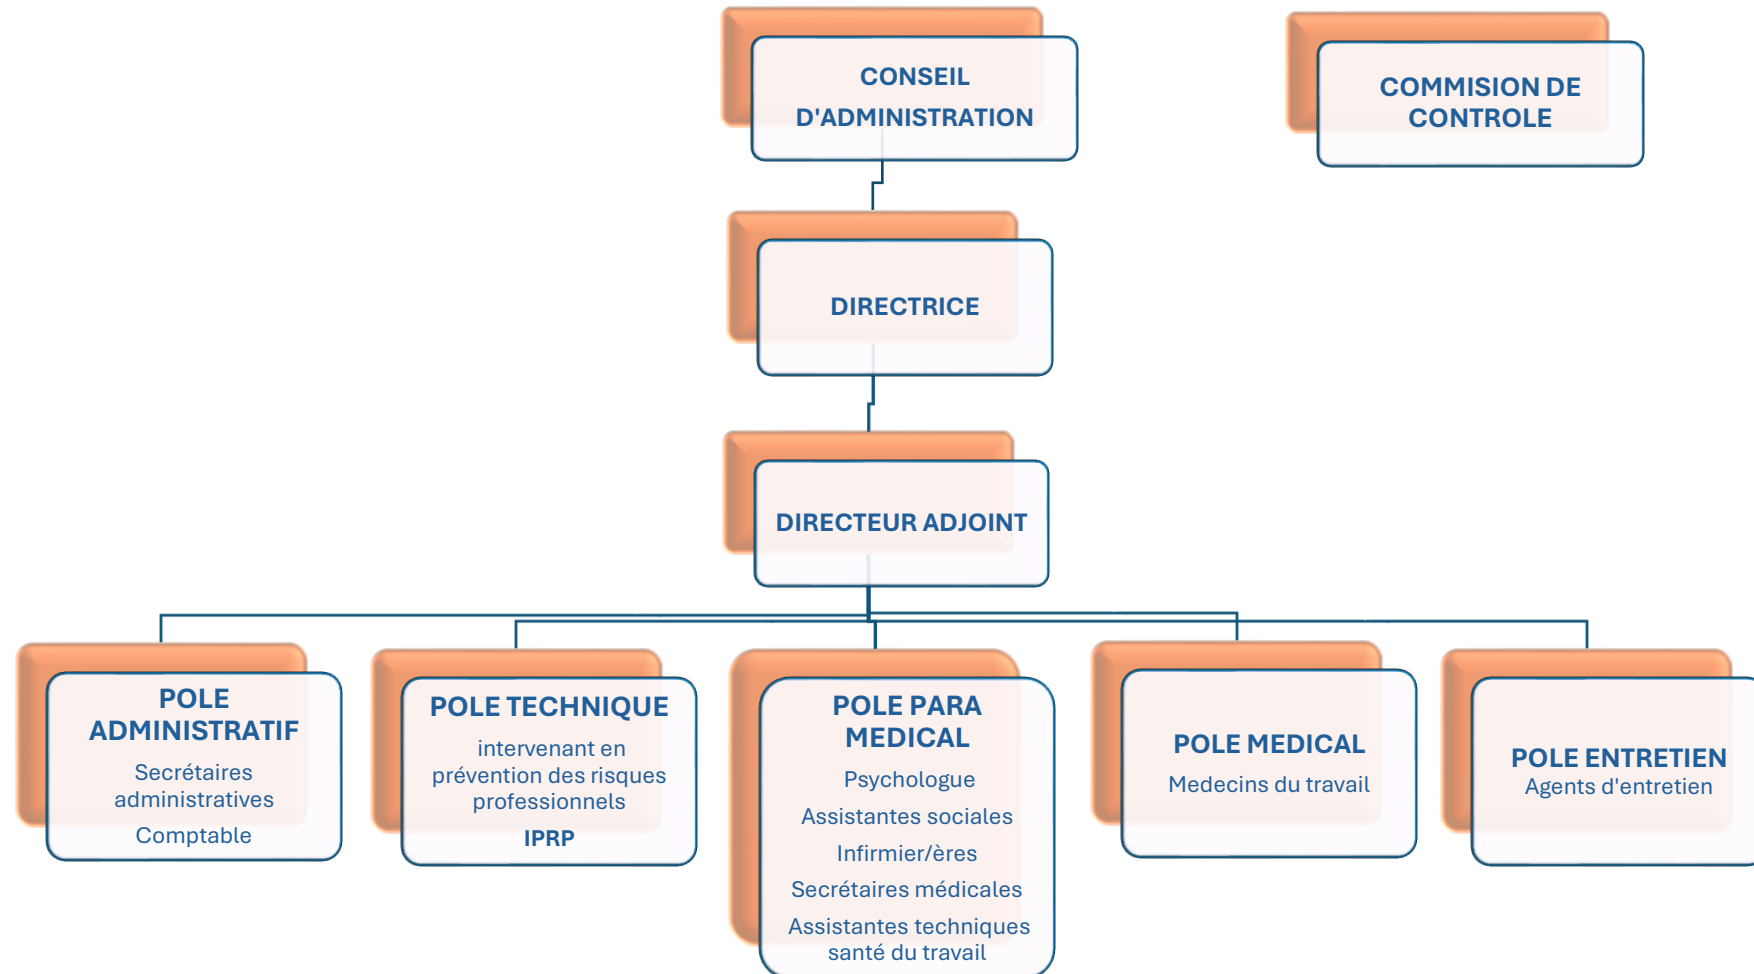 CONSEIL
D'ADMINISTRATION
COMMISION DE
CONTROLE
DIRECTRICE
DIRECTEUR ADJOINT
POLE
ADMINISTRATIF
Secrétaires
administratives
Comptable
POLE TECHNIQUE
intervenant en
prévention des risques
professionnels
IPRP
POLE PARA
MEDICAL
Psychologue
Assistantes sociales
Infirmier/ères
Secrétaires médicales
Assistantes techniques
santé du travail
POLE MEDICAL
Medecins du travail
POLE ENTRETIEN
Agents d'entretien